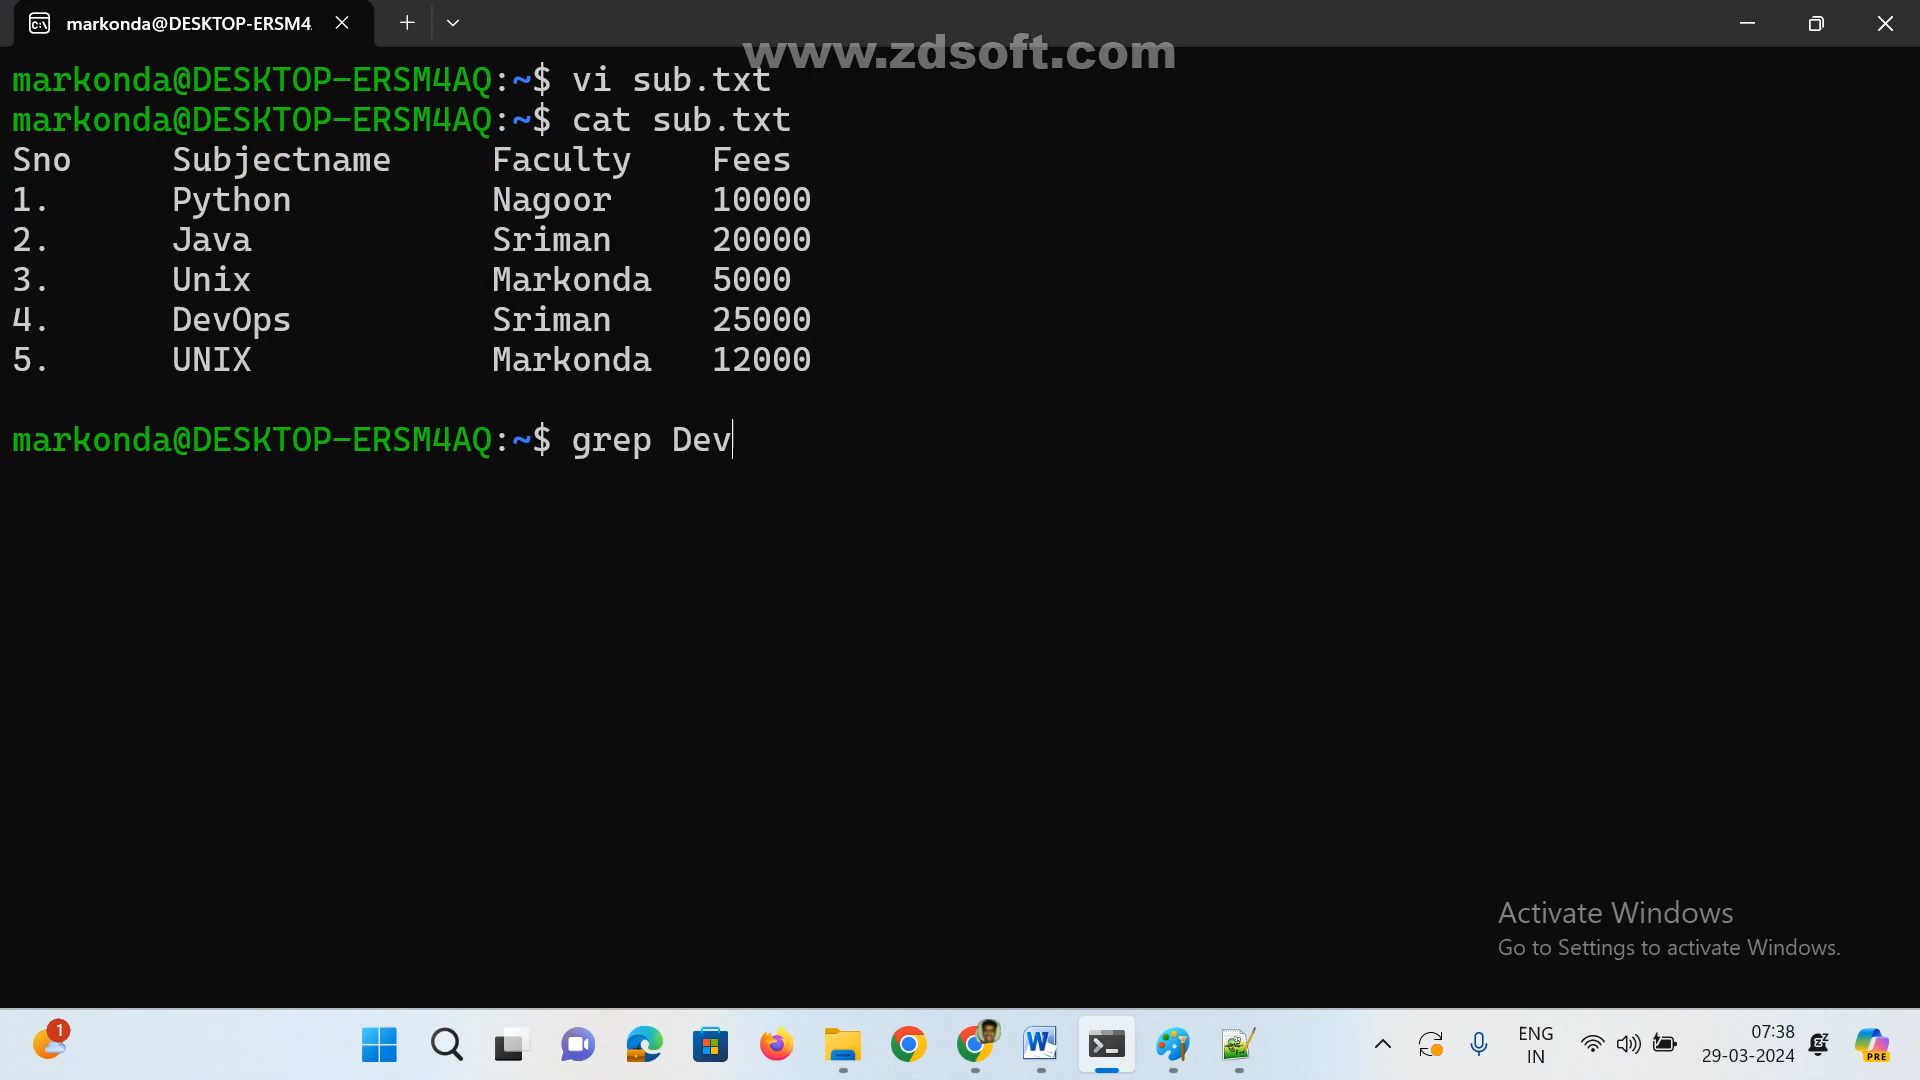 markonda@DESKTOP-ERSM4
www.zdsoft.com
markonda@DESKTOP-ERSM4AQ:~$ vi sub.txt
markonda@DESKTOP-ERSM4AQ:~$ cat sub.txt
Sno Subjectname Faculty Fees
1. Python Nagoor 10000
2. Java Sriman 20000
3. Unix Markonda 5000
4. DevOps Sriman 25000
5. UNIX Markonda 12000
markonda@DESKTOP-ERSM4AQ:~$ grep Dev
Activate Windows
Go to Settings to activate Windows.
1
ENG
IN
07:38
29-03-2024
PRE